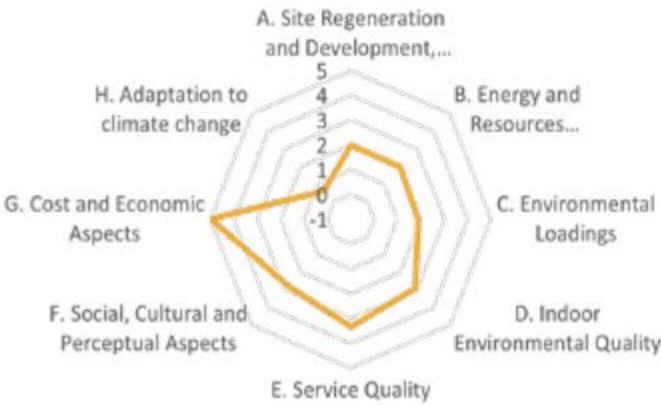 A. Site Regeneration
and Development,...
5
4
3
2
1
0
-1
B. Energy and
Resources...
C. Environmental
Loadings
D. Indoor
Environmental Quality
E. Service Quality
F. Social, Cultural and
Perceptual Aspects
G. Cost and Economic
Aspects
H. Adaptation to
climate change